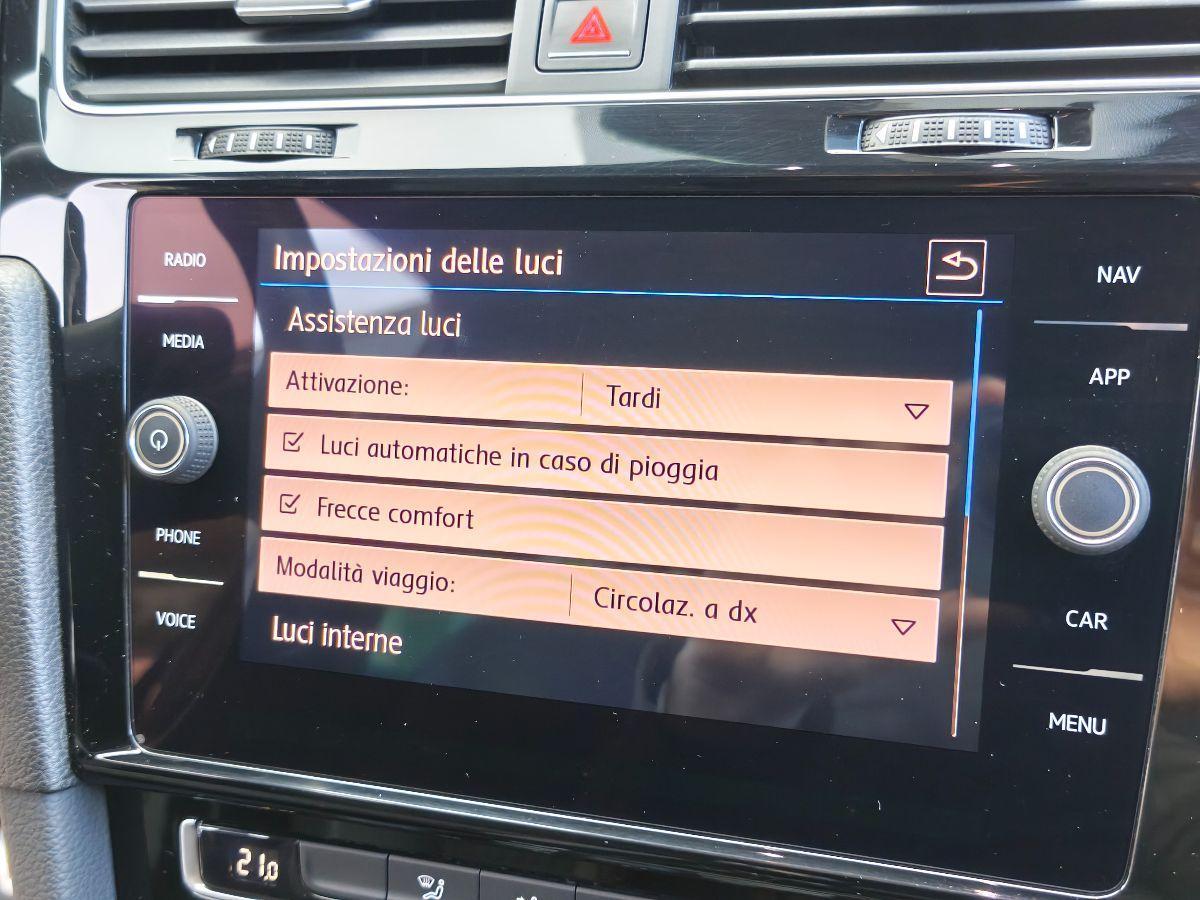 RADIO
MEDIA
PHONE
VOICE
Impostazioni delle luci
Assistenza luci
Attivazione: Tardi
Luci automatiche in caso di pioggia
Frecce comfort
Modalità viaggio: Circolaz. a dx
Luci interne
NAV
APP
CAR
MENU
21,0